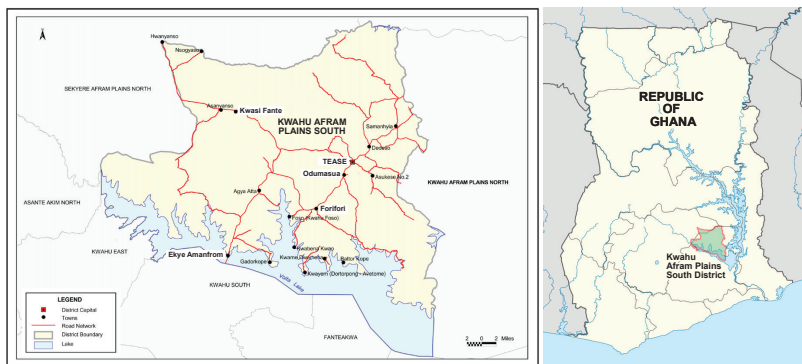 Hwanyanso
Nsogyaso
SEKYERE AFRAM PLAINS NORTH
Asanyanso
Kwasi Fante
KWAHU AFRAM
PLAINS SOUTH
Samanhyia
Dedeso
TEASE
Odumasua
Asukese No.2
KWAHU AFRAM PLAINS NORTH
Agya Atta
ASANTE AKIM NORTH
Forifori
Foso (Kwahu Foso)
KWAHU EAST
Kwabena Kwao
Ekye Amanfrom
Gadorkope
Kwame Dwamena
Battor Kope
Kwayem (Dortorpong - Avetome)
Volta Lake
KWAHU SOUTH
FANTEAKWA
LEGEND
District Capital
Towns
Road Network
District Boundary
Lake
2 0 2 Miles
REPUBLIC
OF
GHANA
Kwahu
Afram Plains
South District